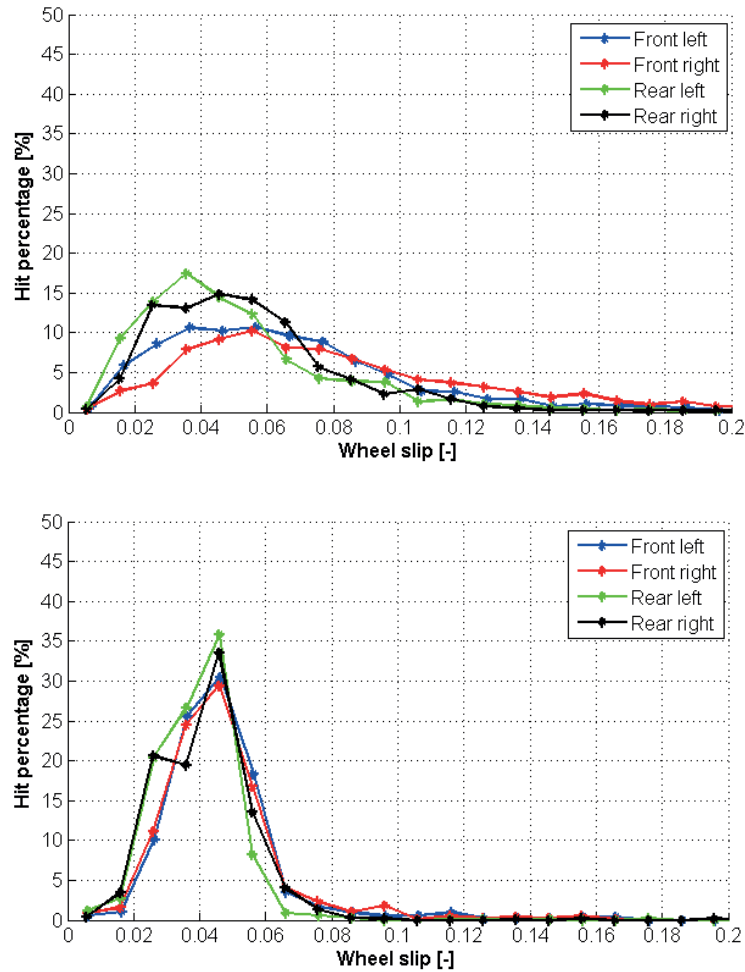 50
45
40
35
30
25
20
15
10
5
0
Hit percentage [%]
Front left
Front right
Rear left
Rear right
0 0.02 0.04 0.06 0.08 0.1 0.12 0.14 0.16 0.18 0.2
Wheel slip [-]
50
45
40
35
30
25
20
15
10
5
0
Hit percentage [%]
Front left
Front right
Rear left
Rear right
0 0.02 0.04 0.06 0.08 0.1 0.12 0.14 0.16 0.18 0.2
Wheel slip [-]